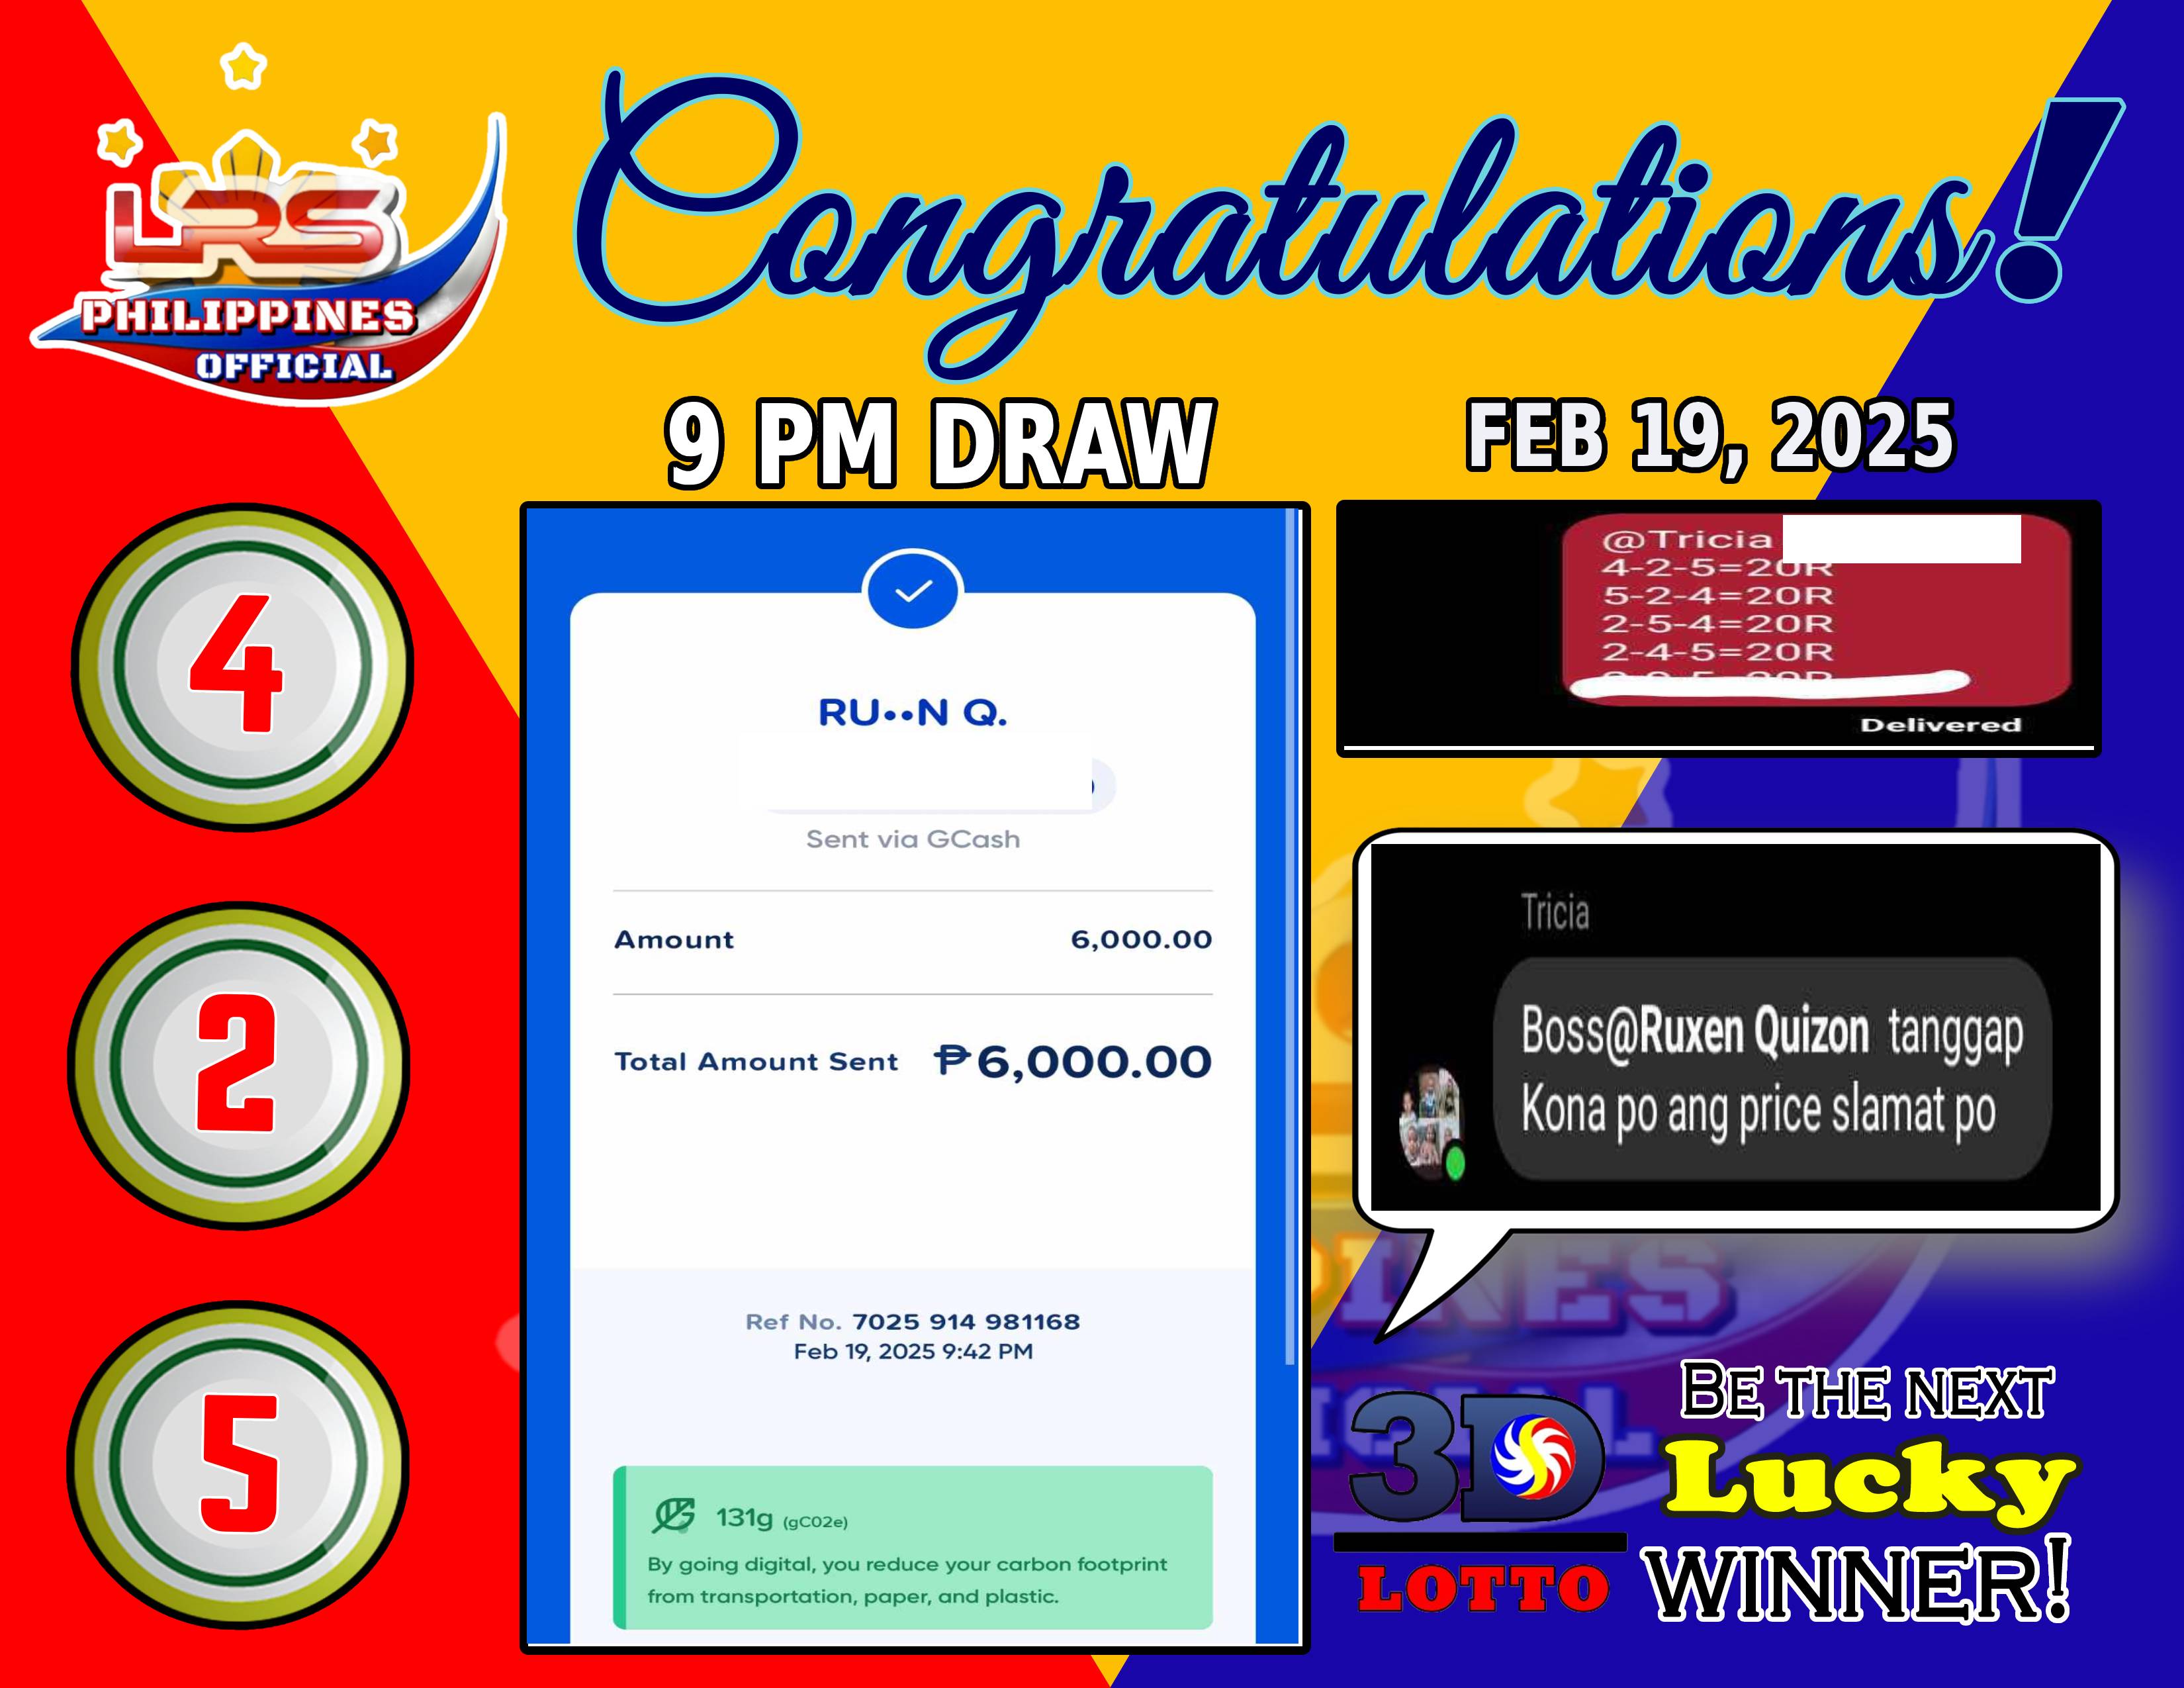 LRS
PHILIPPINES
OFFICIAL
Congratulations!
9 PM DRAW
FEB 19, 2025
4
2
5
RU••N Q.
Sent via GCash
Amount 6,000.00
Total Amount Sent ₱6,000.00
Ref No. 7025 914 981168
Feb 19, 2025 9:42 PM
131g (gCO2e)
By going digital, you reduce your carbon footprint
from transportation, paper, and plastic.
@Tricia
4-2-5=20R
5-2-4=20R
2-5-4=20R
2-4-5=20R
Delivered
Tricia
Boss@Ruxen Quizon tanggap
Kona po ang price slamat po
3D
LOTTO
BE THE NEXT
Lucky
WINNER!